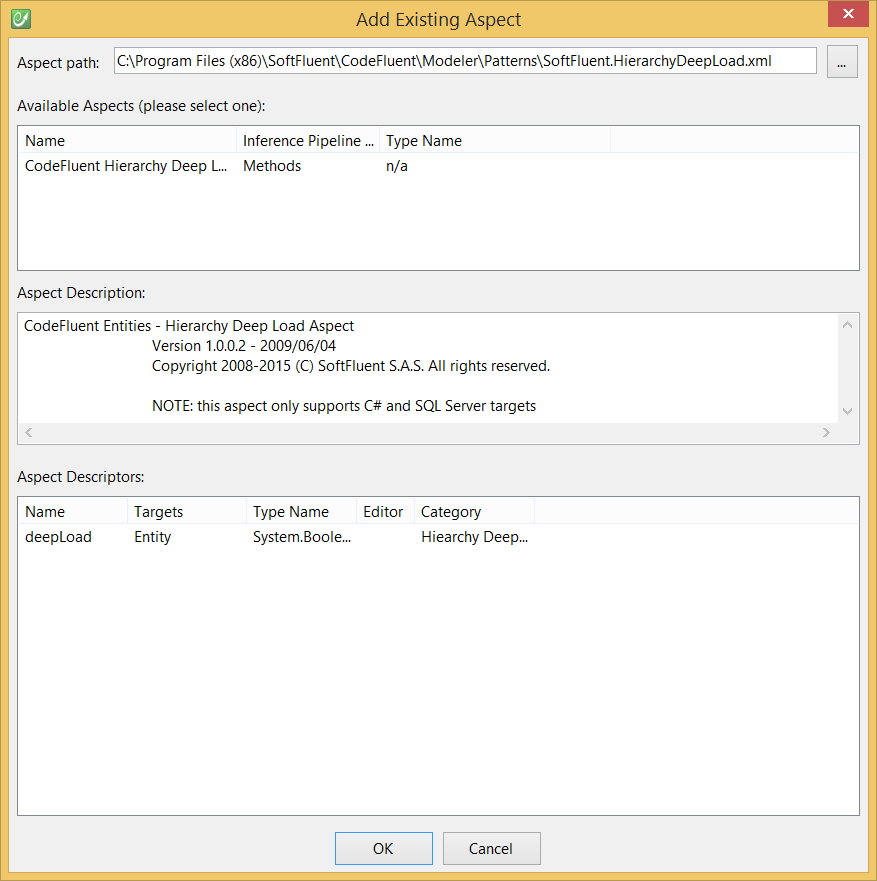 Add Existing Aspect
Aspect path: C:\Program Files (x86)\SoftFluent\CodeFluent\Modeler\Patterns\SoftFluent.HierarchyDeepLoad.xml ...
Available Aspects (please select one):
Name Inference Pipeline ... Type Name
CodeFluent Hierarchy Deep L... Methods n/a
Aspect Description:
CodeFluent Entities - Hierarchy Deep Load Aspect
Version 1.0.0.2 - 2009/06/04
Copyright 2008-2015 (C) SoftFluent S.A.S. All rights reserved.
NOTE: this aspect only supports C# and SQL Server targets
Aspect Descriptors:
Name Targets Type Name Editor Category
deepLoad Entity System.Boole... Hiearchy Deep...
OK Cancel